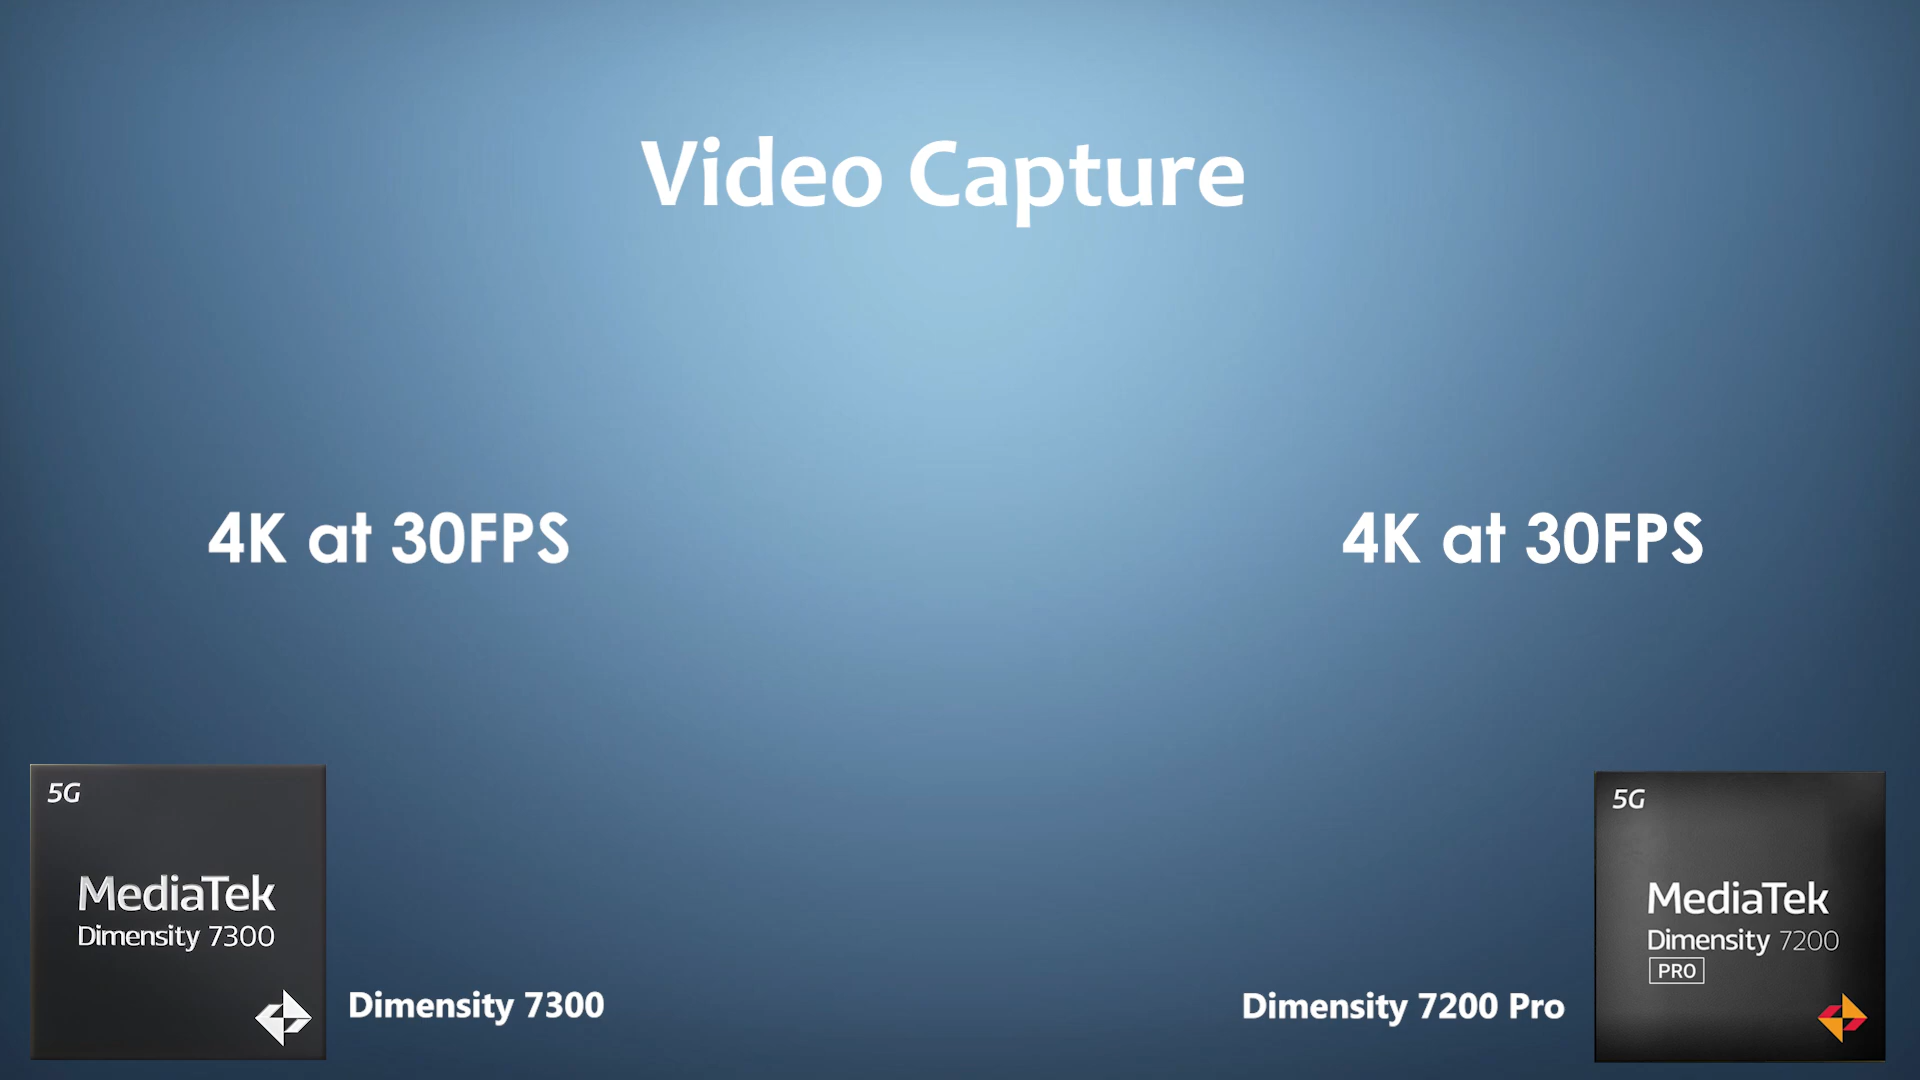 Video Capture
4K at 30FPS
4K at 30FPS
5G
MediaTek
Dimensity 7300
Dimensity 7300
Dimensity 7200 Pro
5G
MediaTek
Dimensity 7200
PRO